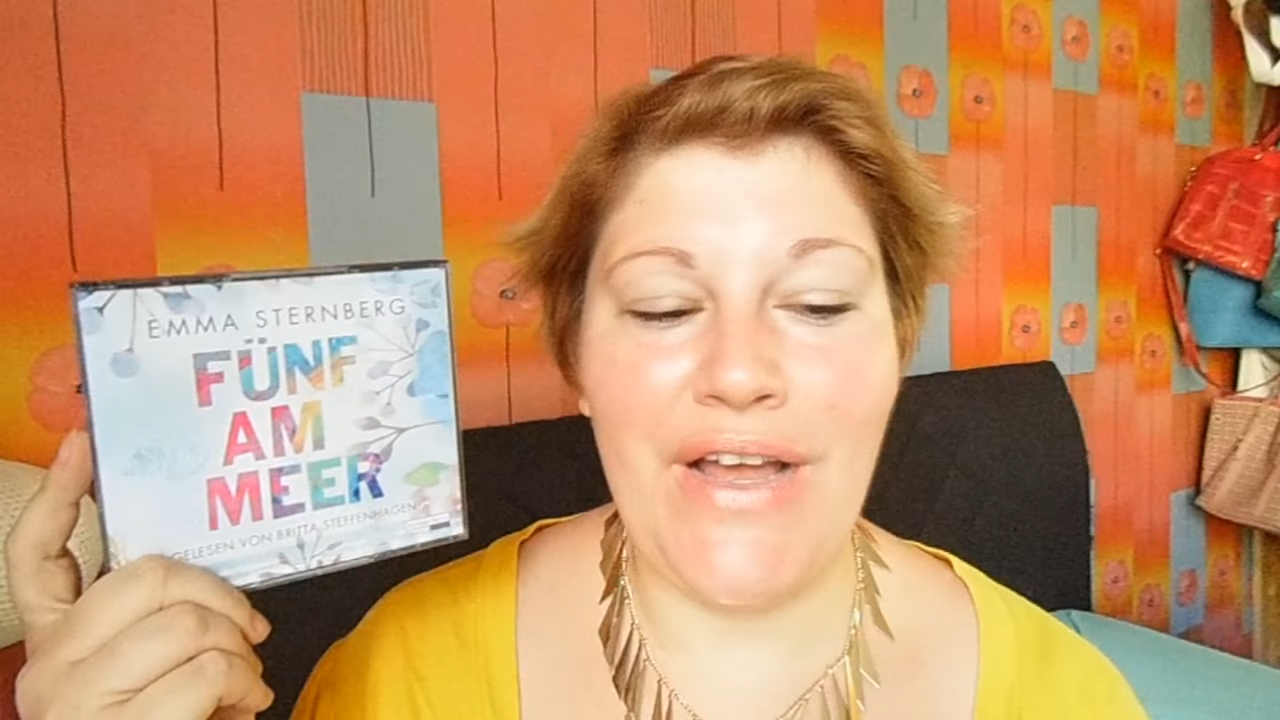 EMMA STERNBERG
FÜNF
AM
MEER
GELESEN VON BRITTA STEFFENHAGEN